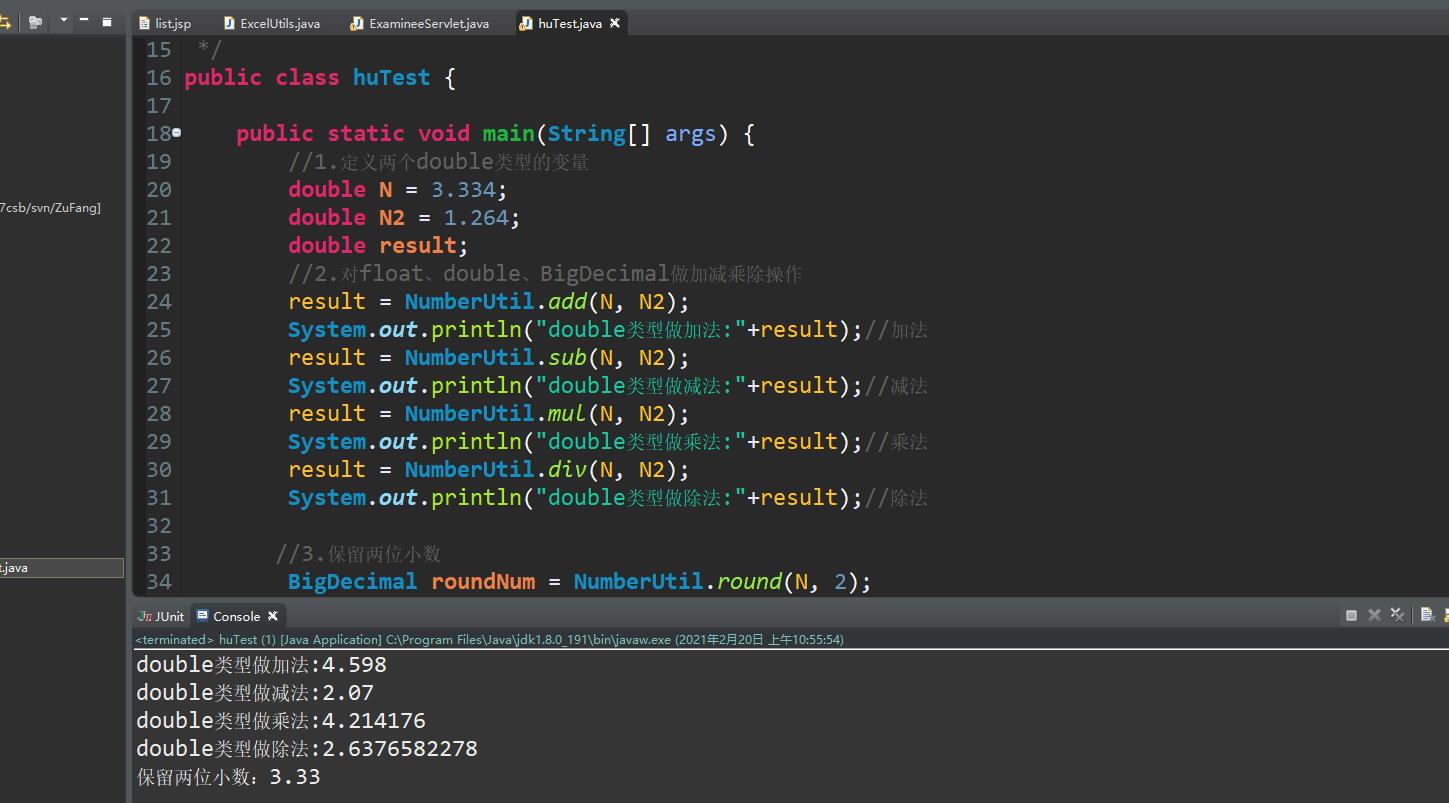 list.jsp ExcelUtils.java ExamineeServlet.java huTest.java
15 */
16 public class huTest {
17
18 public static void main(String[] args) {
19 //1.定义两个double类型的变量
20 double N = 3.334;
7csb/svn/ZuFang]
21 double N2 = 1.264;
22 double result;
23 //2.对float、double、BigDecimal做加减乘除操作
24 result = NumberUtil.add(N, N2);
25 System.out.println("double类型做加法:"+result);//加法
26 result = NumberUtil.sub(N, N2);
27 System.out.println("double类型做减法:"+result);//减法
28 result = NumberUtil.mul(N, N2);
29 System.out.println("double类型做乘法:"+result);//乘法
30 result = NumberUtil.div(N, N2);
31 System.out.println("double类型做除法:"+result);//除法
32
33 //3.保留两位小数
t.java
34 BigDecimal roundNum = NumberUtil.round(N, 2);
JUnit Console
<terminated> huTest (1) [Java Application] C:\Program Files\Java\jdk1.8.0_191\bin\javaw.exe (2021年2月20日 上午10:55:54)
double类型做加法:4.598
double类型做减法:2.07
double类型做乘法:4.214176
double类型做除法:2.6376582278
保留两位小数：3.33